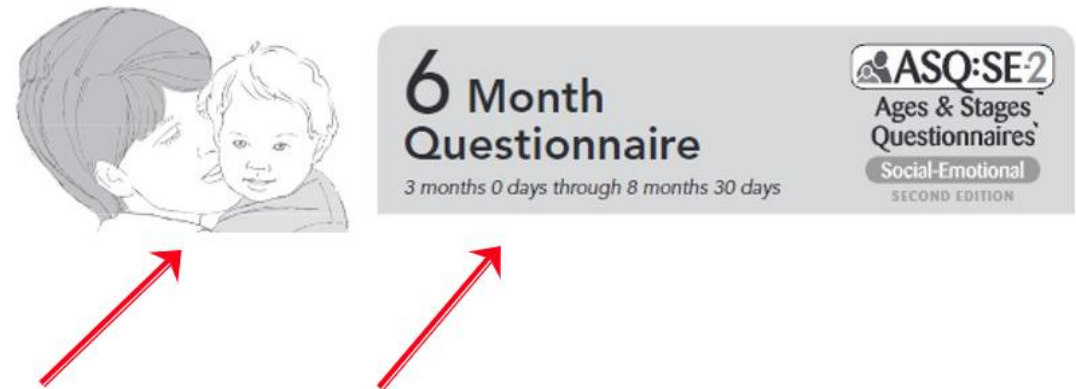 6 Month
Questionnaire
3 months 0 days through 8 months 30 days
ASQ:SE-2
Ages & Stages
Questionnaires
Social-Emotional
SECOND EDITION